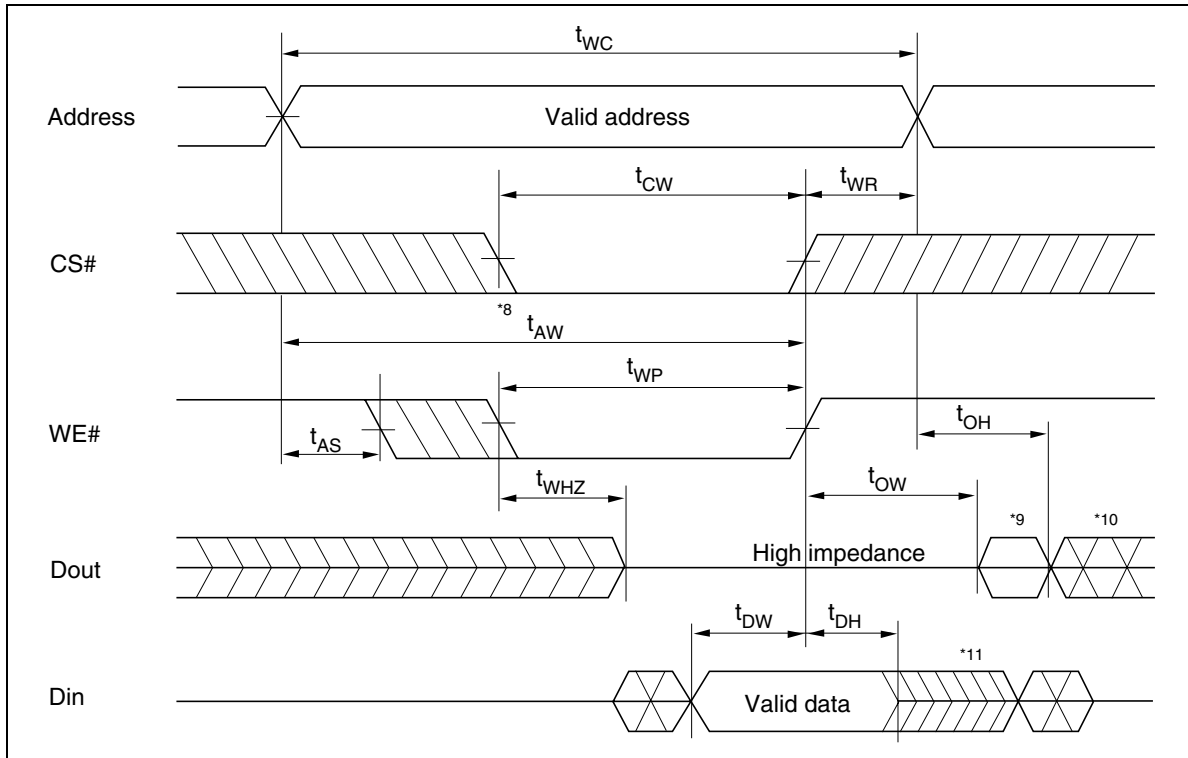 tWC
Address
Valid address
tCW
tWR
CS#
*8
tAW
tWP
WE#
tAS
tOH
tWHZ
tOW
*9
*10
High impedance
Dout
tDW
tDH
*11
Din
Valid data